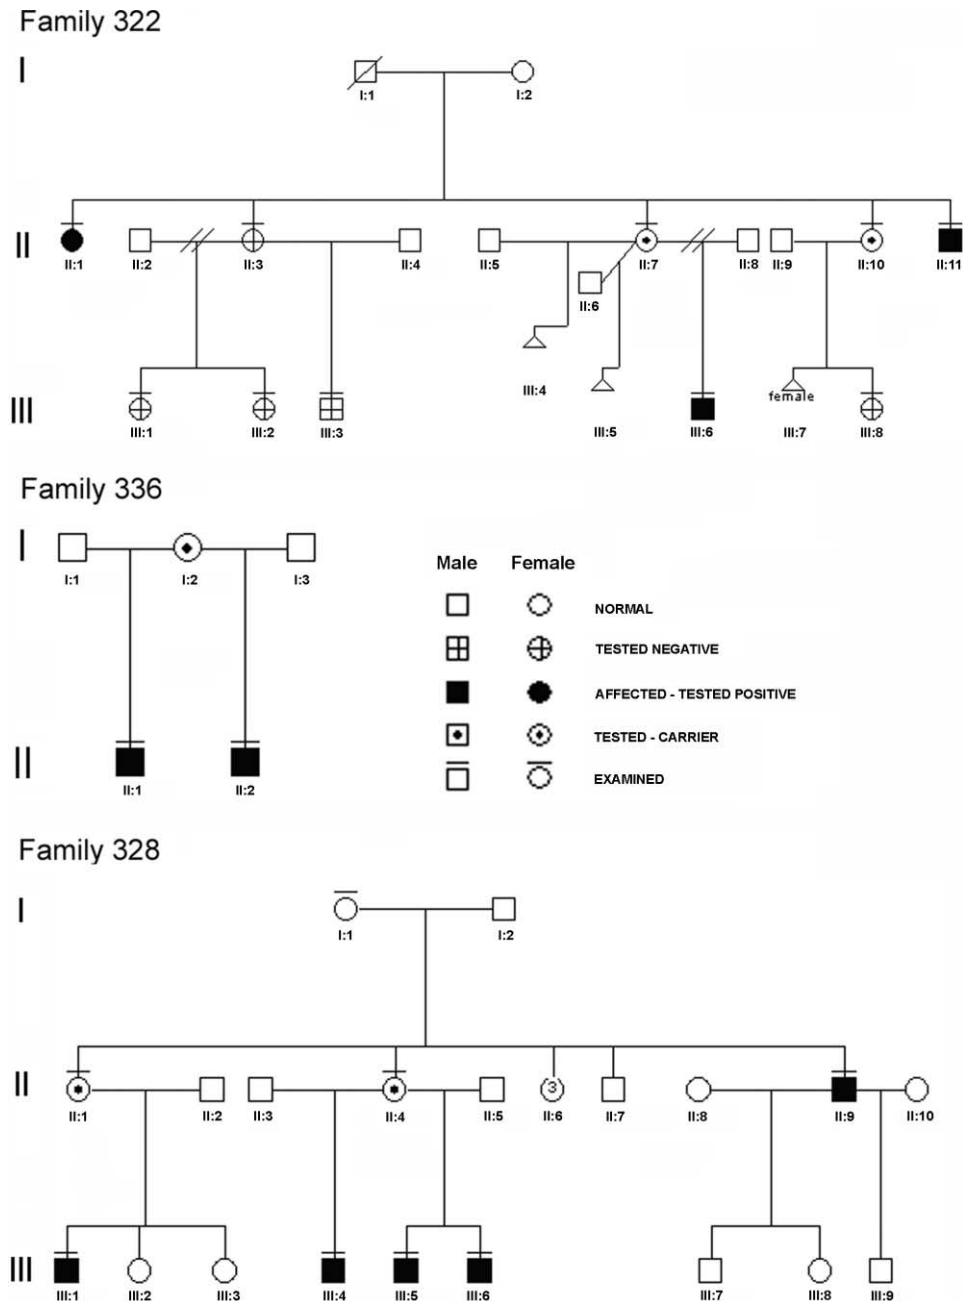 Family 322
I
I:1 I:2
II
II:1 II:2 II:3 II:4 II:5 II:7 II:8 II:9 II:10 II:11
II:6
female
III:4
III
III:1 III:2 III:3 III:5 III:6 III:7 III:8
Family 336
I
I:1 I:2 I:3
Male Female
NORMAL
TESTED NEGATIVE
AFFECTED - TESTED POSITIVE
TESTED - CARRIER
EXAMINED
II
II:1 II:2
Family 328
I
I:1 I:2
II
3
II:1 II:2 II:3 II:4 II:5 II:6 II:7 II:8 II:9 II:10
III
III:1 III:2 III:3 III:4 III:5 III:6 III:7 III:8 III:9